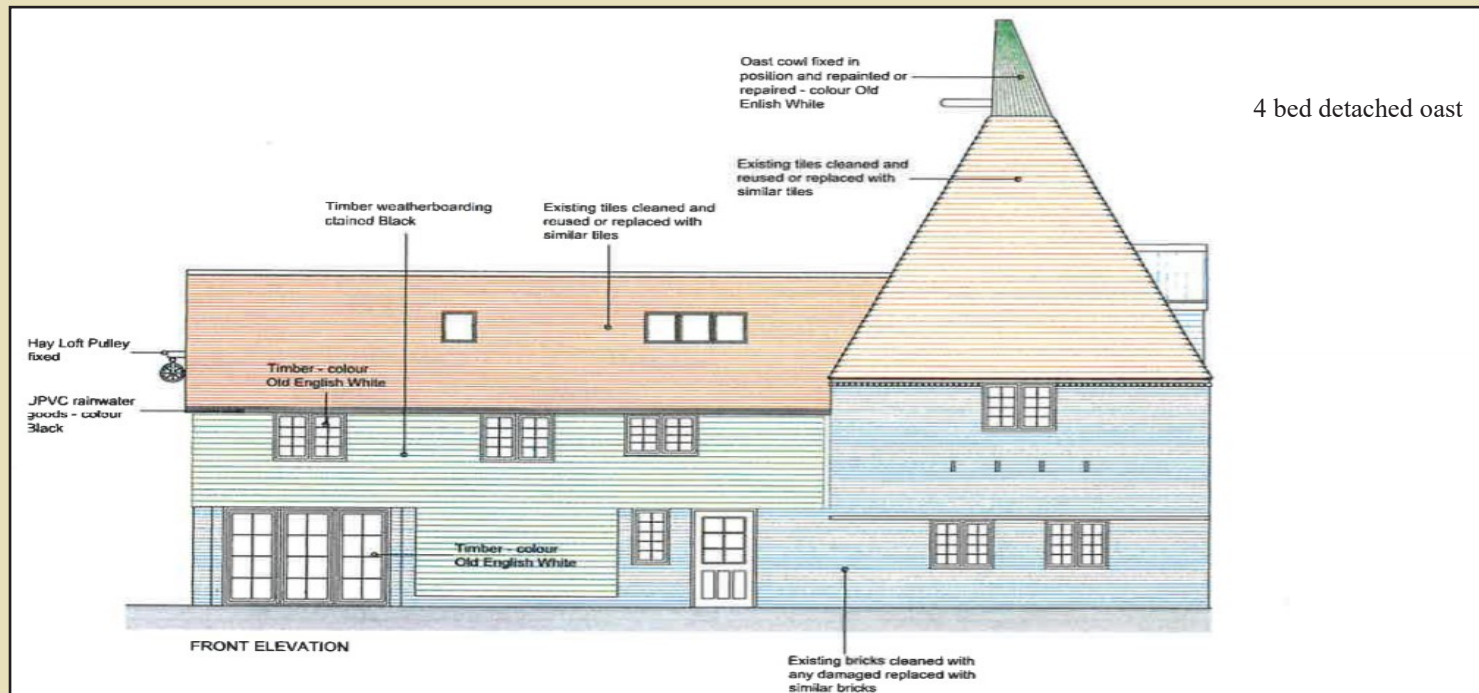 Oast cowl fixed in
position and repainted or
repaired - colour Old
Enlish White
4 bed detached oast
Existing tiles cleaned and
reused or replaced with
similar tiles
Timber weatherboarding
stained Black
Existing tiles cleaned and
reused or replaced with
similar tiles
Hay Loft Pulley
fixed
Timber - colour
Old English White
UPVC rainwater
goods - colour
Black
Timber - colour
Old English White
FRONT ELEVATION
Existing bricks cleaned with
any damaged replaced with
similar bricks